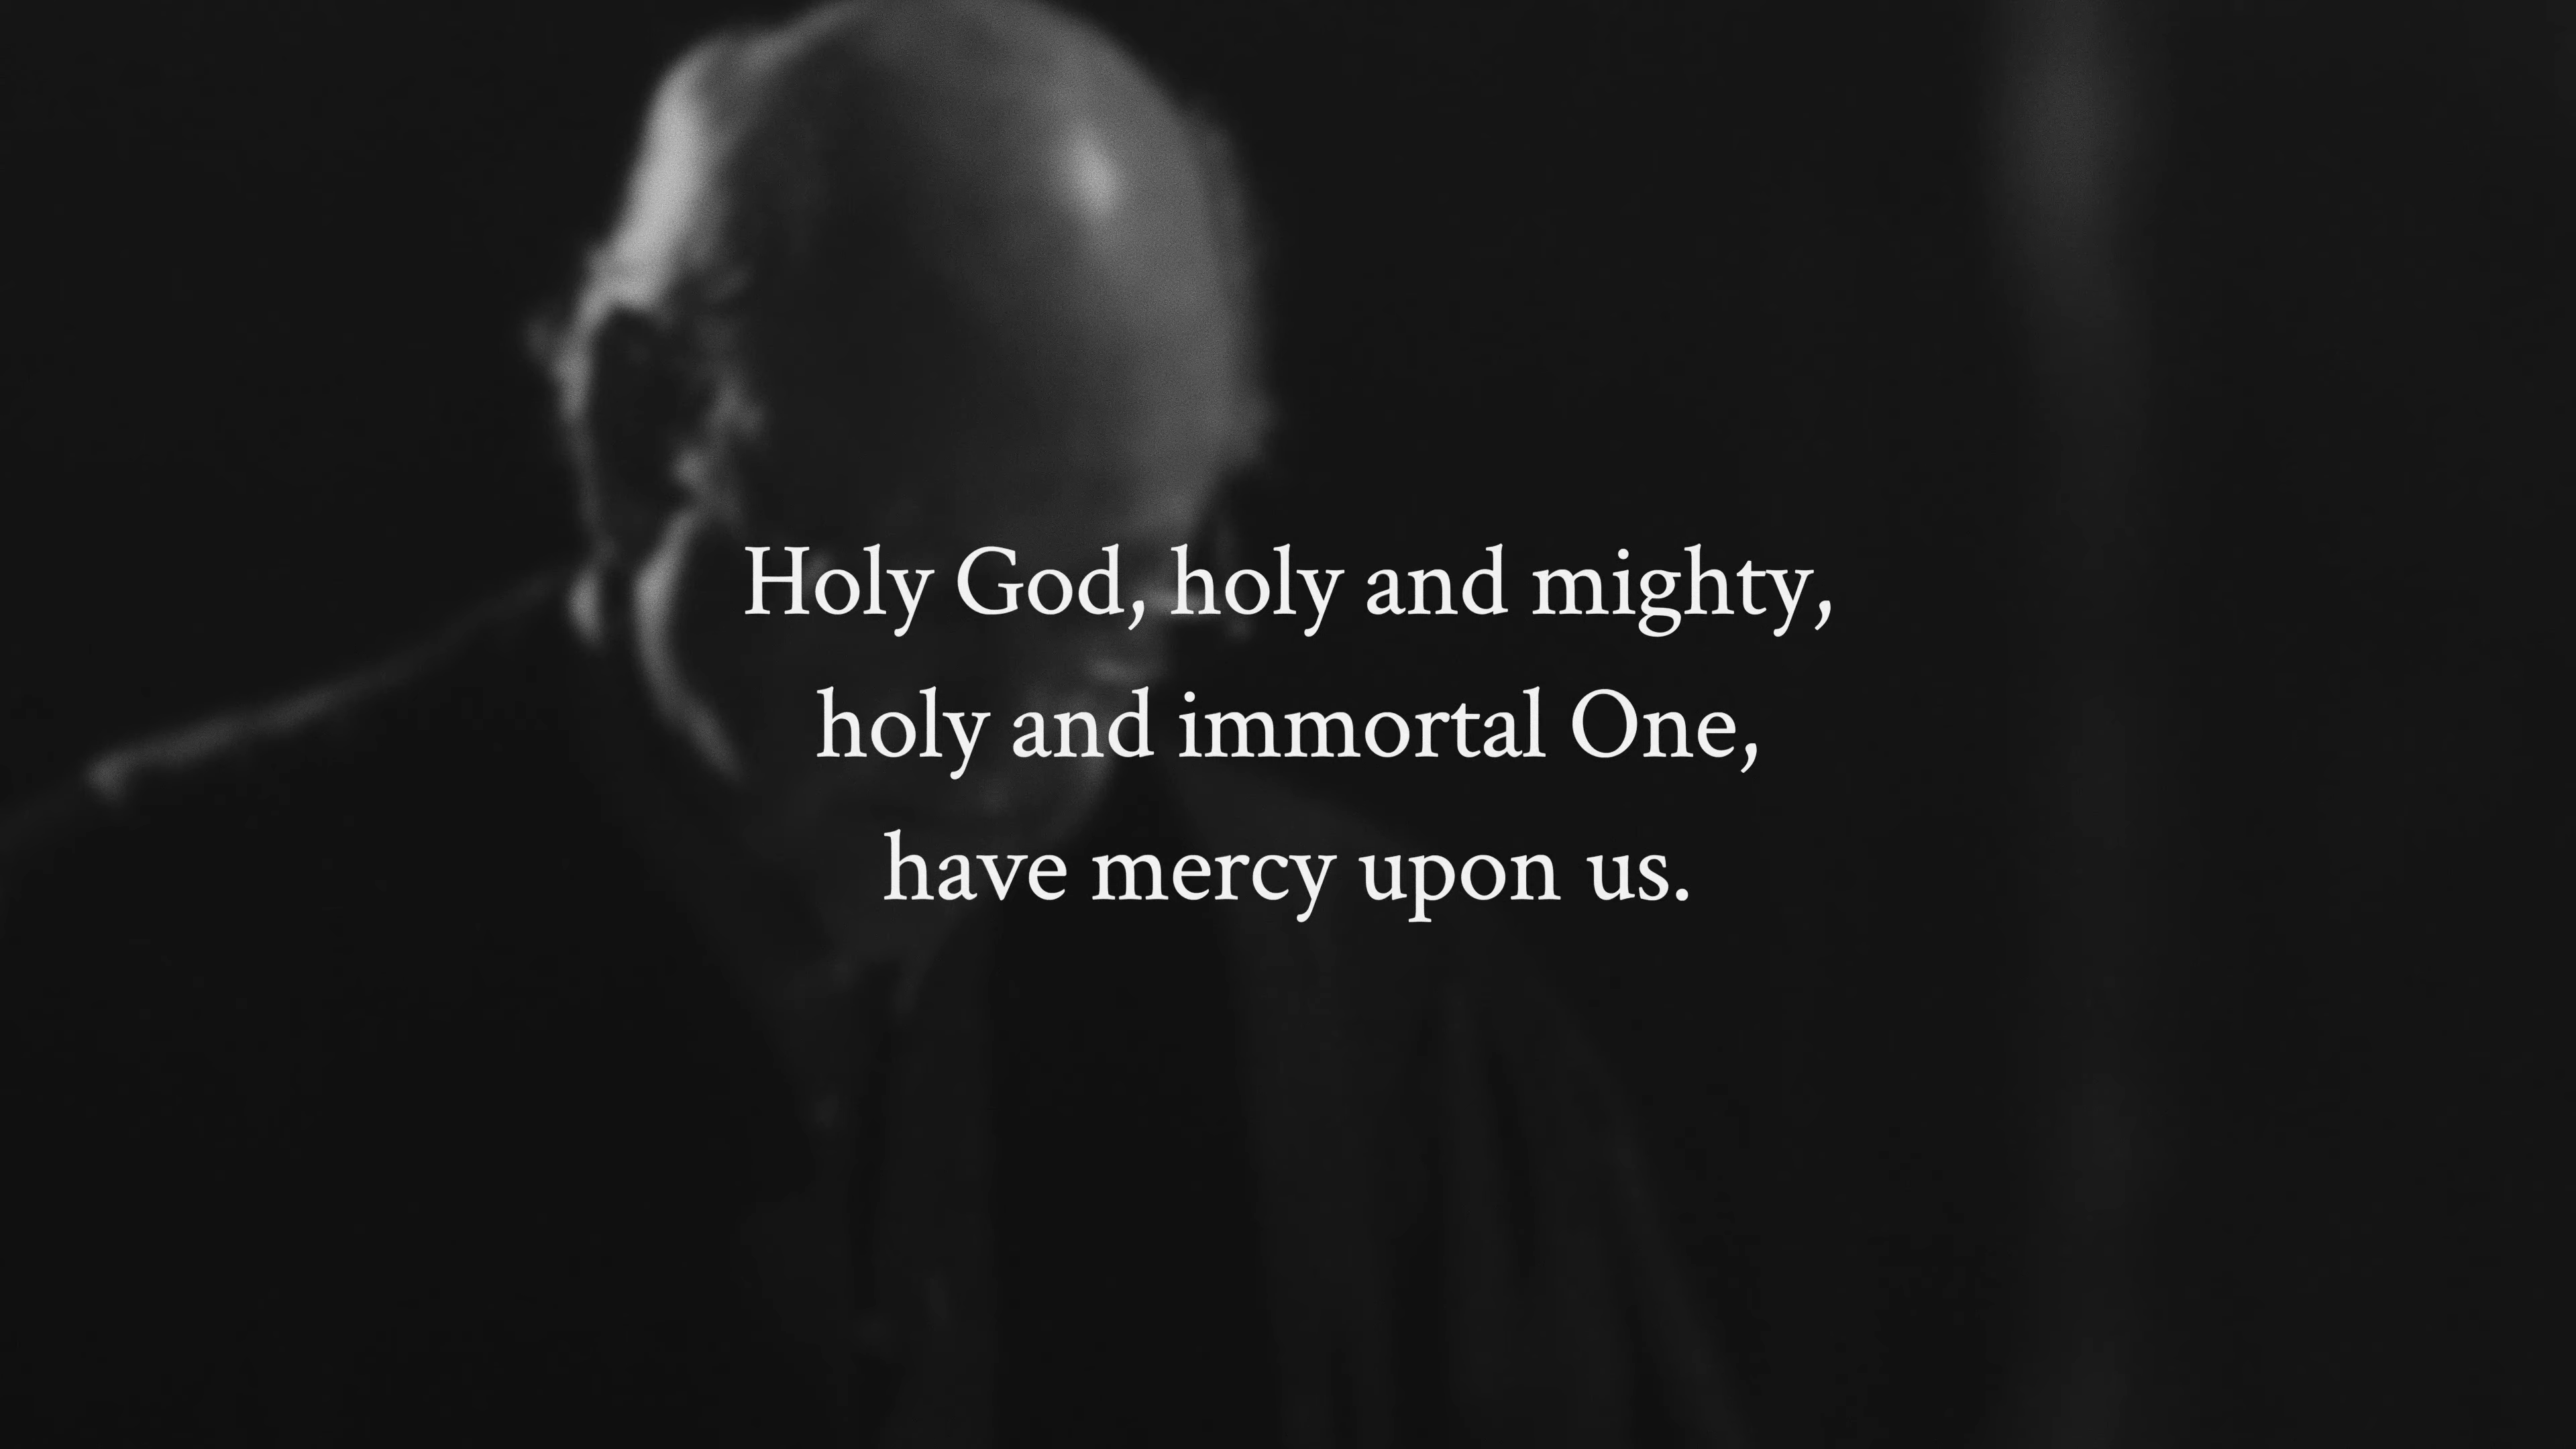 Holy God, holy and mighty,
holy and immortal One,
have mercy upon us.